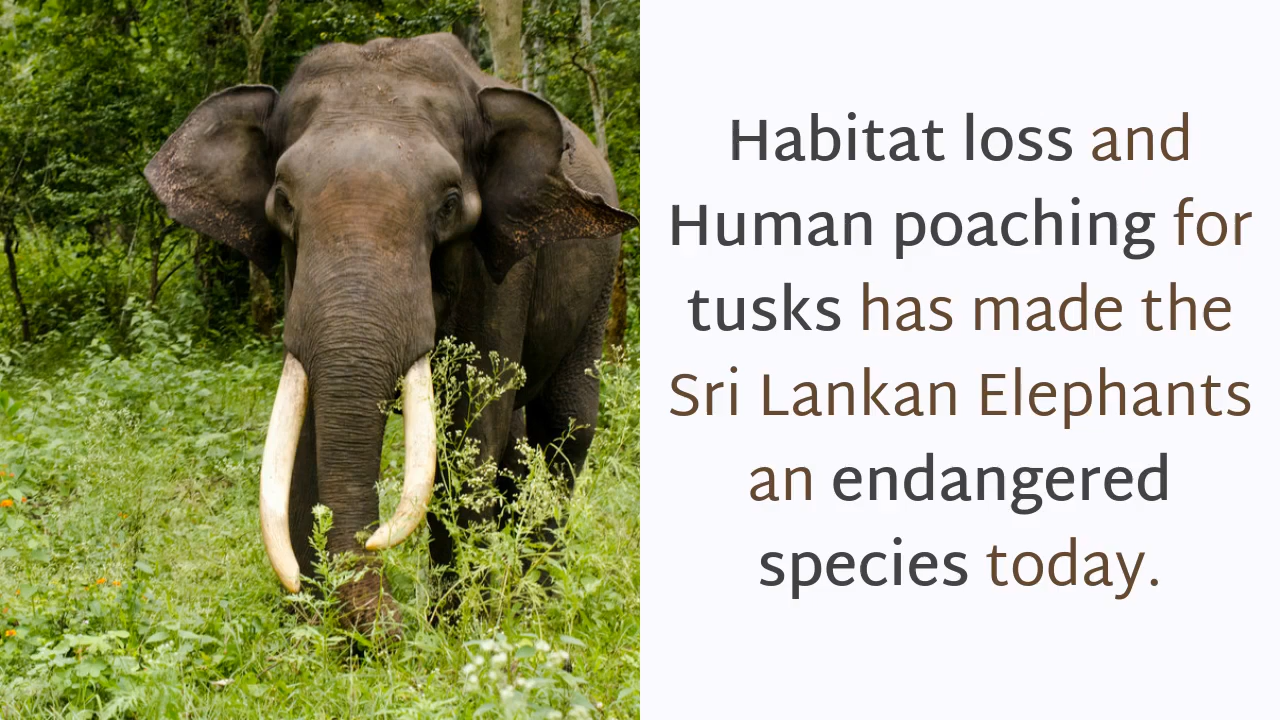 Habitat loss and
Human poaching for
tusks has made the
Sri Lankan Elephants
an endangered
species today.